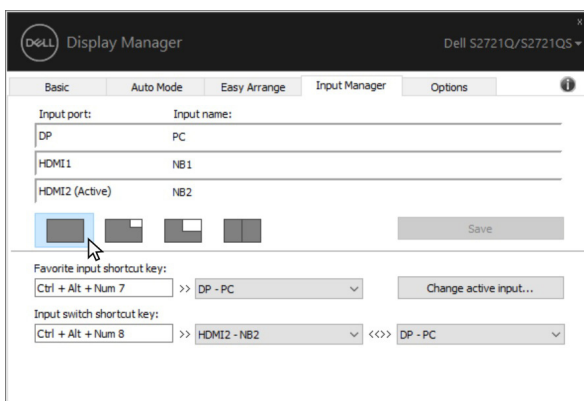 DELL Display Manager
x
Dell S2721Q/S2721QS
Basic Auto Mode Easy Arrange Input Manager Options i
Input port: Input name:
DP PC
HDMI1 NB1
HDMI2 (Active) NB2
Save
Favorite input shortcut key:
Ctrl + Alt + Num 7 >> DP - PC Change active input...
Input switch shortcut key:
Ctrl + Alt + Num 8 >> HDMI2 - NB2 <<>> DP - PC